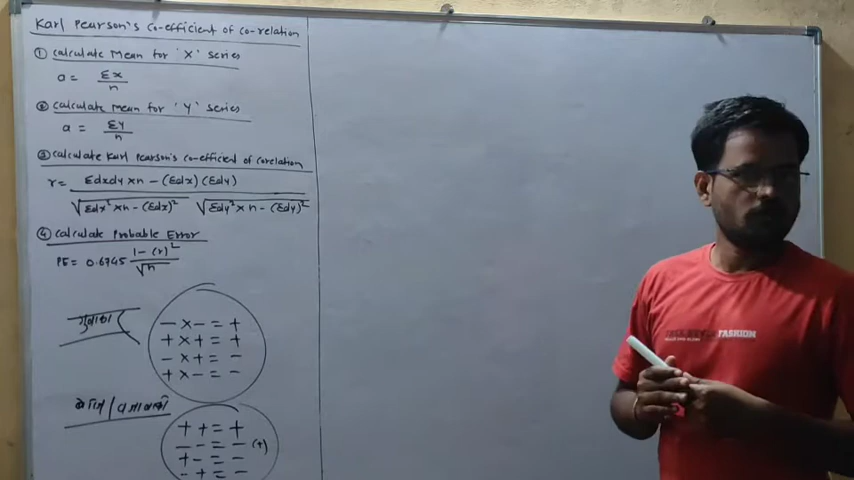 Karl Pearson's Co-efficient of Co-relation
① Calculate Mean for 'X' Series
a = Σx / n
② Calculate Mean for 'Y' Series
a = Σy / n
③ Calculate Karl Pearson's co-efficient of Corelation
r = Σdxdy × n - (Σdx) (Σdy) / √Σdx² × n - (Σdx)² √Σdy² × n - (Σdy)²
④ Calculate Probable Error
PE = 0.6745 1 - (r)² / √n
- × - = +
+ × + = +
- × + = -
+ × - = -
+ + = +
- - = - (+)
+ - = -
- + = -
FASHION